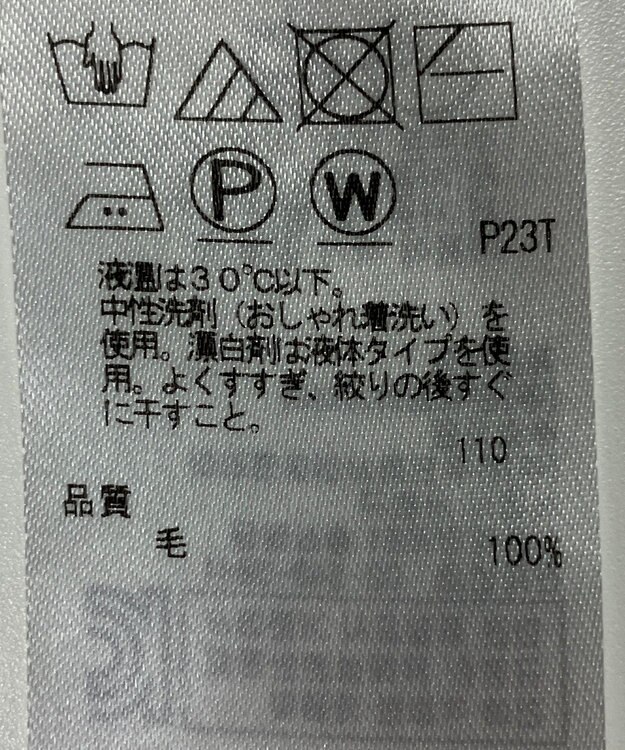 P W
P23T
液温は30℃以下。
中性洗剤（おしゃれ着洗い）を
使用。漂白剤は液体タイプを使
用。よくすすぎ、絞りの後すぐ
に干すこと。
110
品質
毛 100%